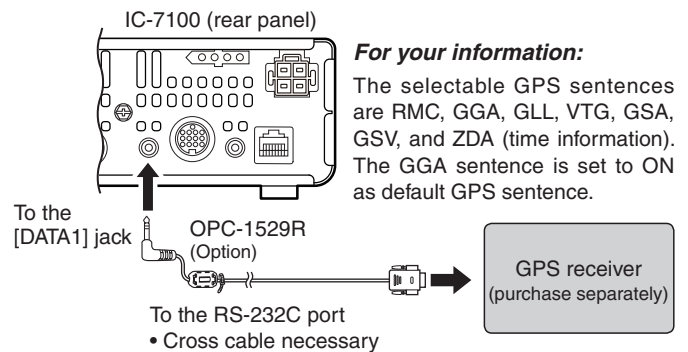 IC-7100 (rear panel)
For your information:
The selectable GPS sentences
are RMC, GGA, GLL, VTG, GSA,
GSV, and ZDA (time information).
The GGA sentence is set to ON
as default GPS sentence.
To the
[DATA1] jack
OPC-1529R
(Option)
GPS receiver
(purchase separately)
To the RS-232C port
• Cross cable necessary